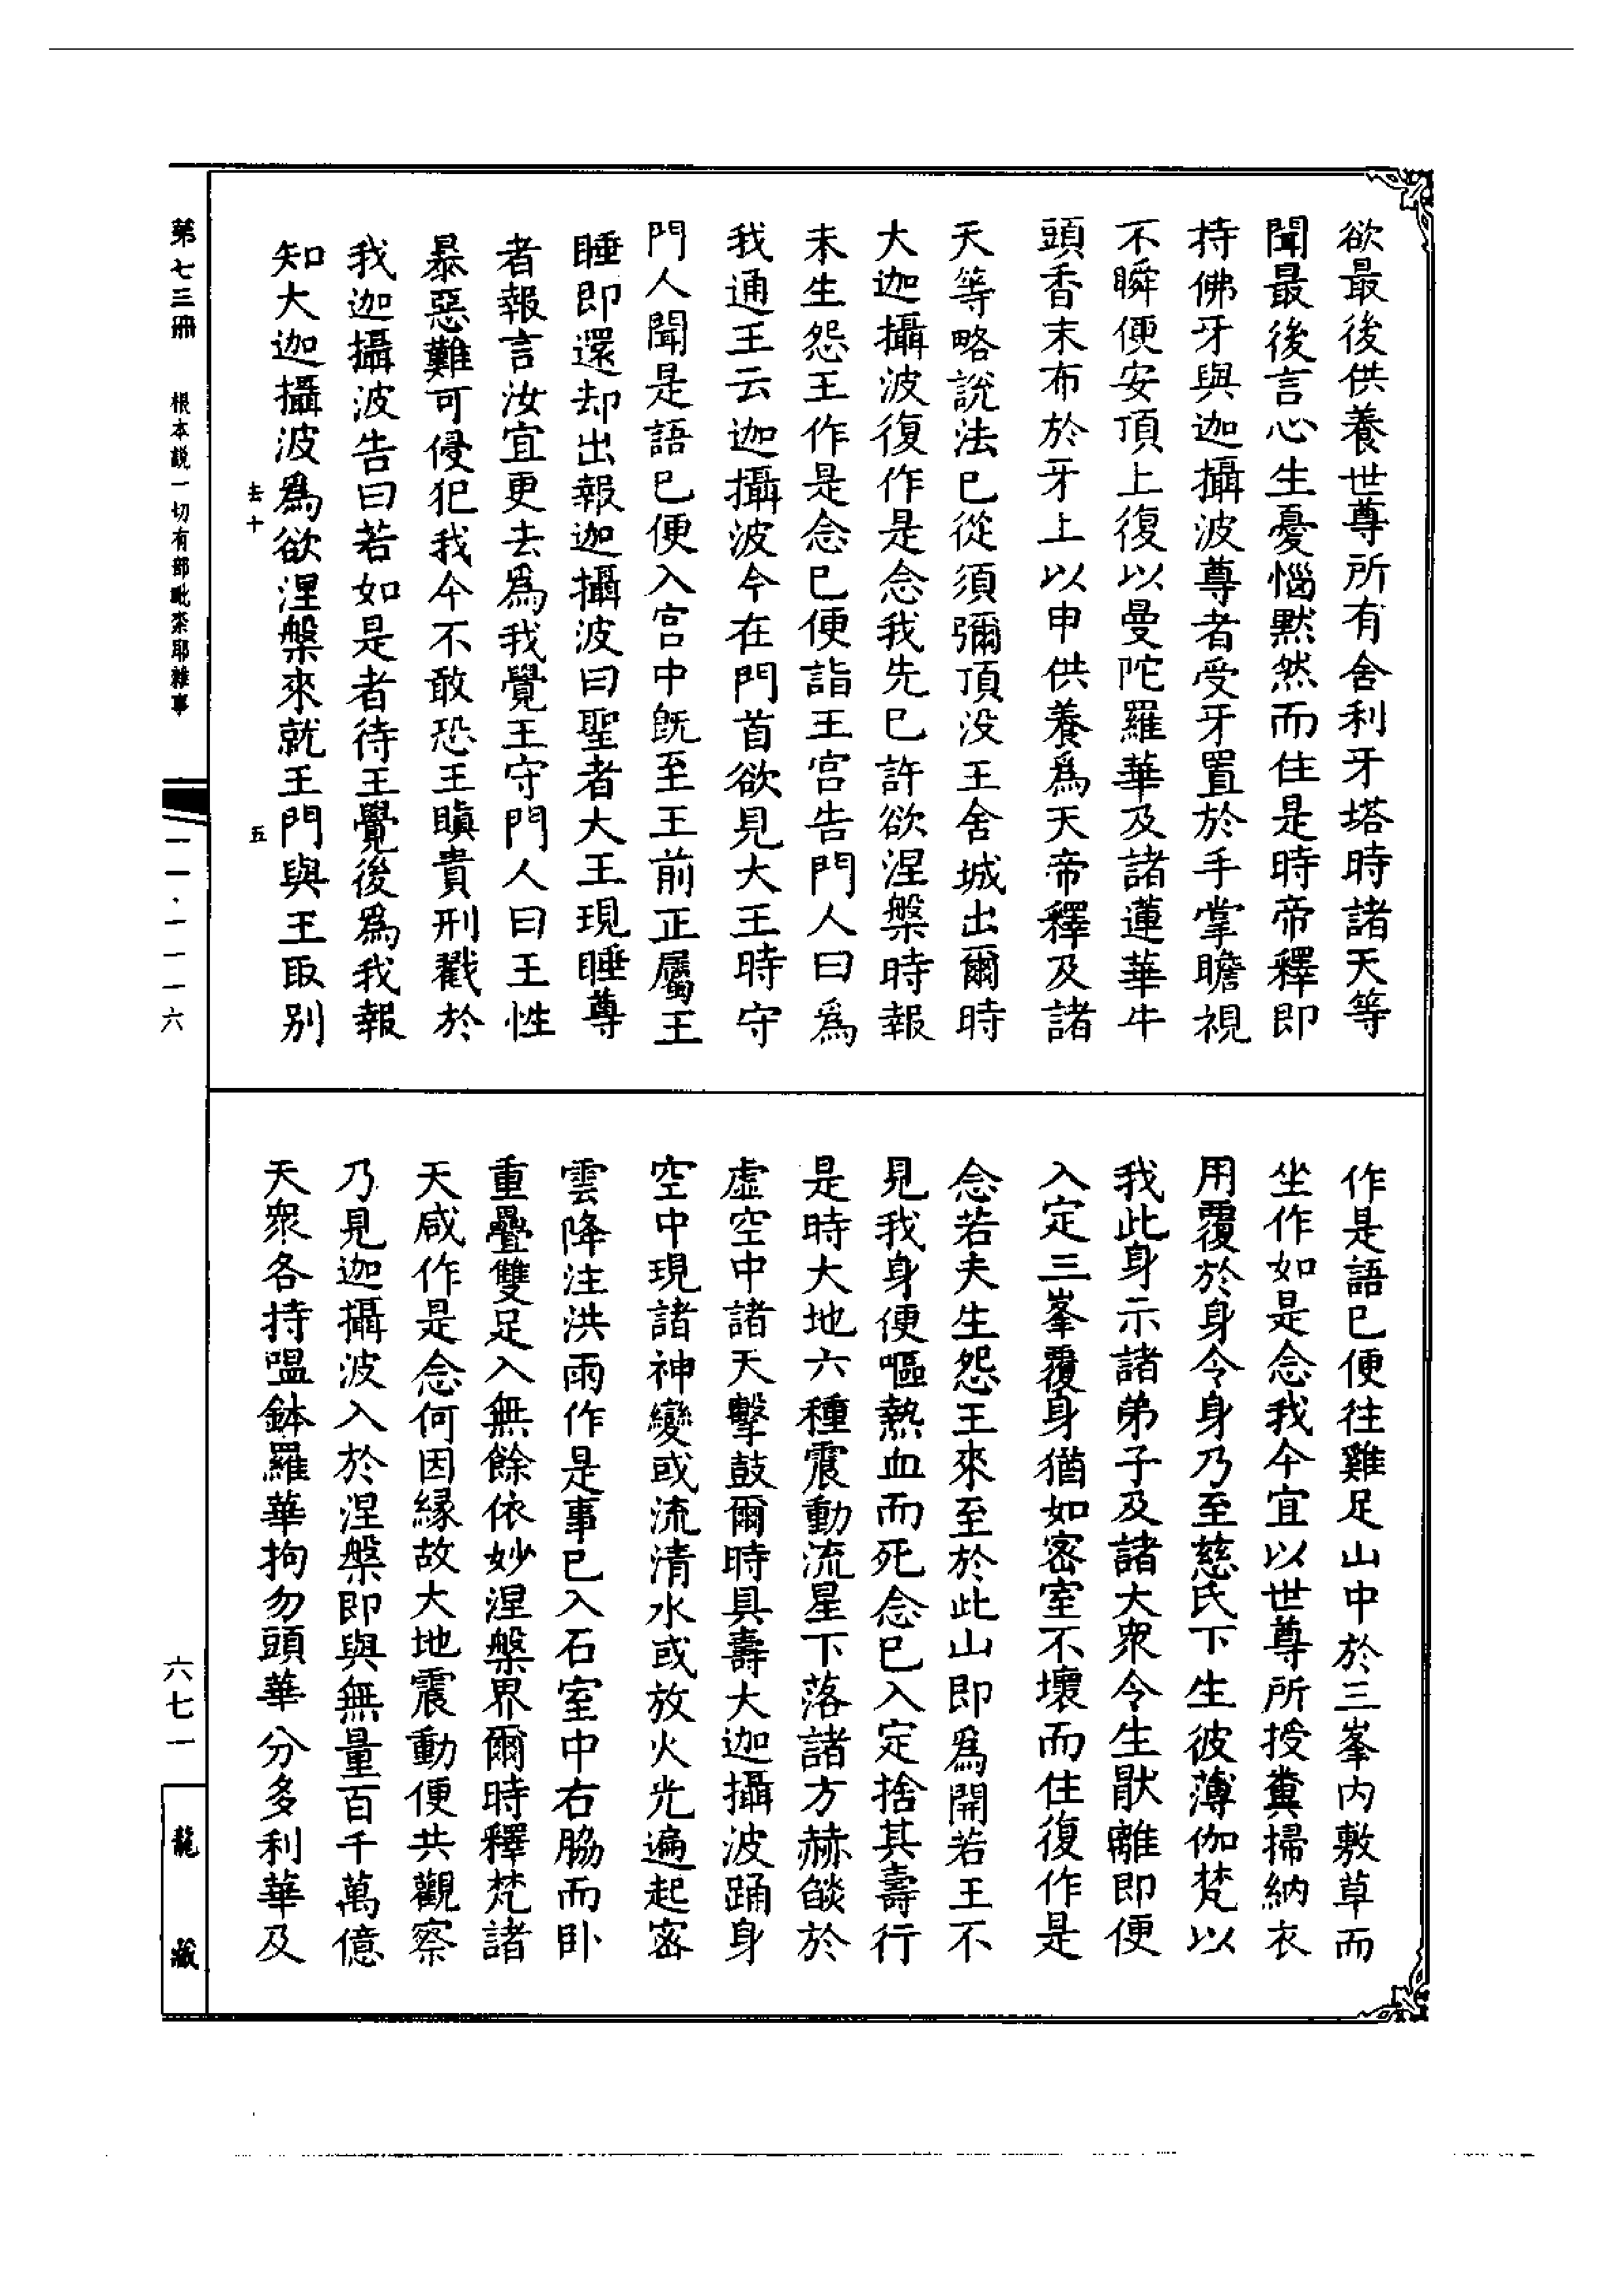 欲最後供養世尊所有舍利牙塔時諸天等
聞最後言心生憂惱默然而住是時帝釋即
持佛牙與迦攝波尊者受牙置於手掌瞻視
不瞬便安頂上復以曼陀羅華及諸蓮華牛
頭香末布於牙上以申供養爲天帝釋及諸
天等略説法已從須彌頂没王舍城出爾時
大迦攝波復作是念我先已許欲涅槃時報
未生怨王作是念已便詣王宮告門人曰爲
我通王云迦攝波今在門首欲見大王時守
門人聞是語已便入宮中既至王前正屬王
睡即還却出報迦攝波曰聖者大王現睡尊
者報言汝宜更去爲我覺王守門人曰王性
暴惡難可侵犯我今不敢恐王瞋責刑戮於
我迦攝波告曰若如是者待王覺後爲我報
知大迦攝波爲欲涅槃來就王門與王取別
去十
五
作是語已便往雞足山中於三峯内敷草而
坐作如是念我今宜以世尊所授糞掃納衣
用覆於身令身乃至慈氏下生彼薄伽梵以
我此身示諸弟子及諸大衆令生猒離即便
入定三峯覆身猶如密室不壞而住復作是
念若夫生怨王來至於此山即爲開若王不
見我身便嘔熱血而死念已入定捨其壽行
是時大地六種震動流星下落諸方赫燄於
虛空中諸天擊鼓爾時具壽大迦攝波踊身
空中現諸神變或流清水或放火光遍起密
雲降注洪雨作是事已入石室中右脇而卧
重疊雙足入無餘依妙涅槃界爾時釋梵諸
天咸作是念何因緣故大地震動便共觀察
乃見迦攝波入於涅槃即與無量百千萬億
天衆各持嗢鉢羅華拘勿頭華分多利華及
第七三冊
根本説一切有部毗奈耶雜事
一一·一一一六
六七一
龍藏